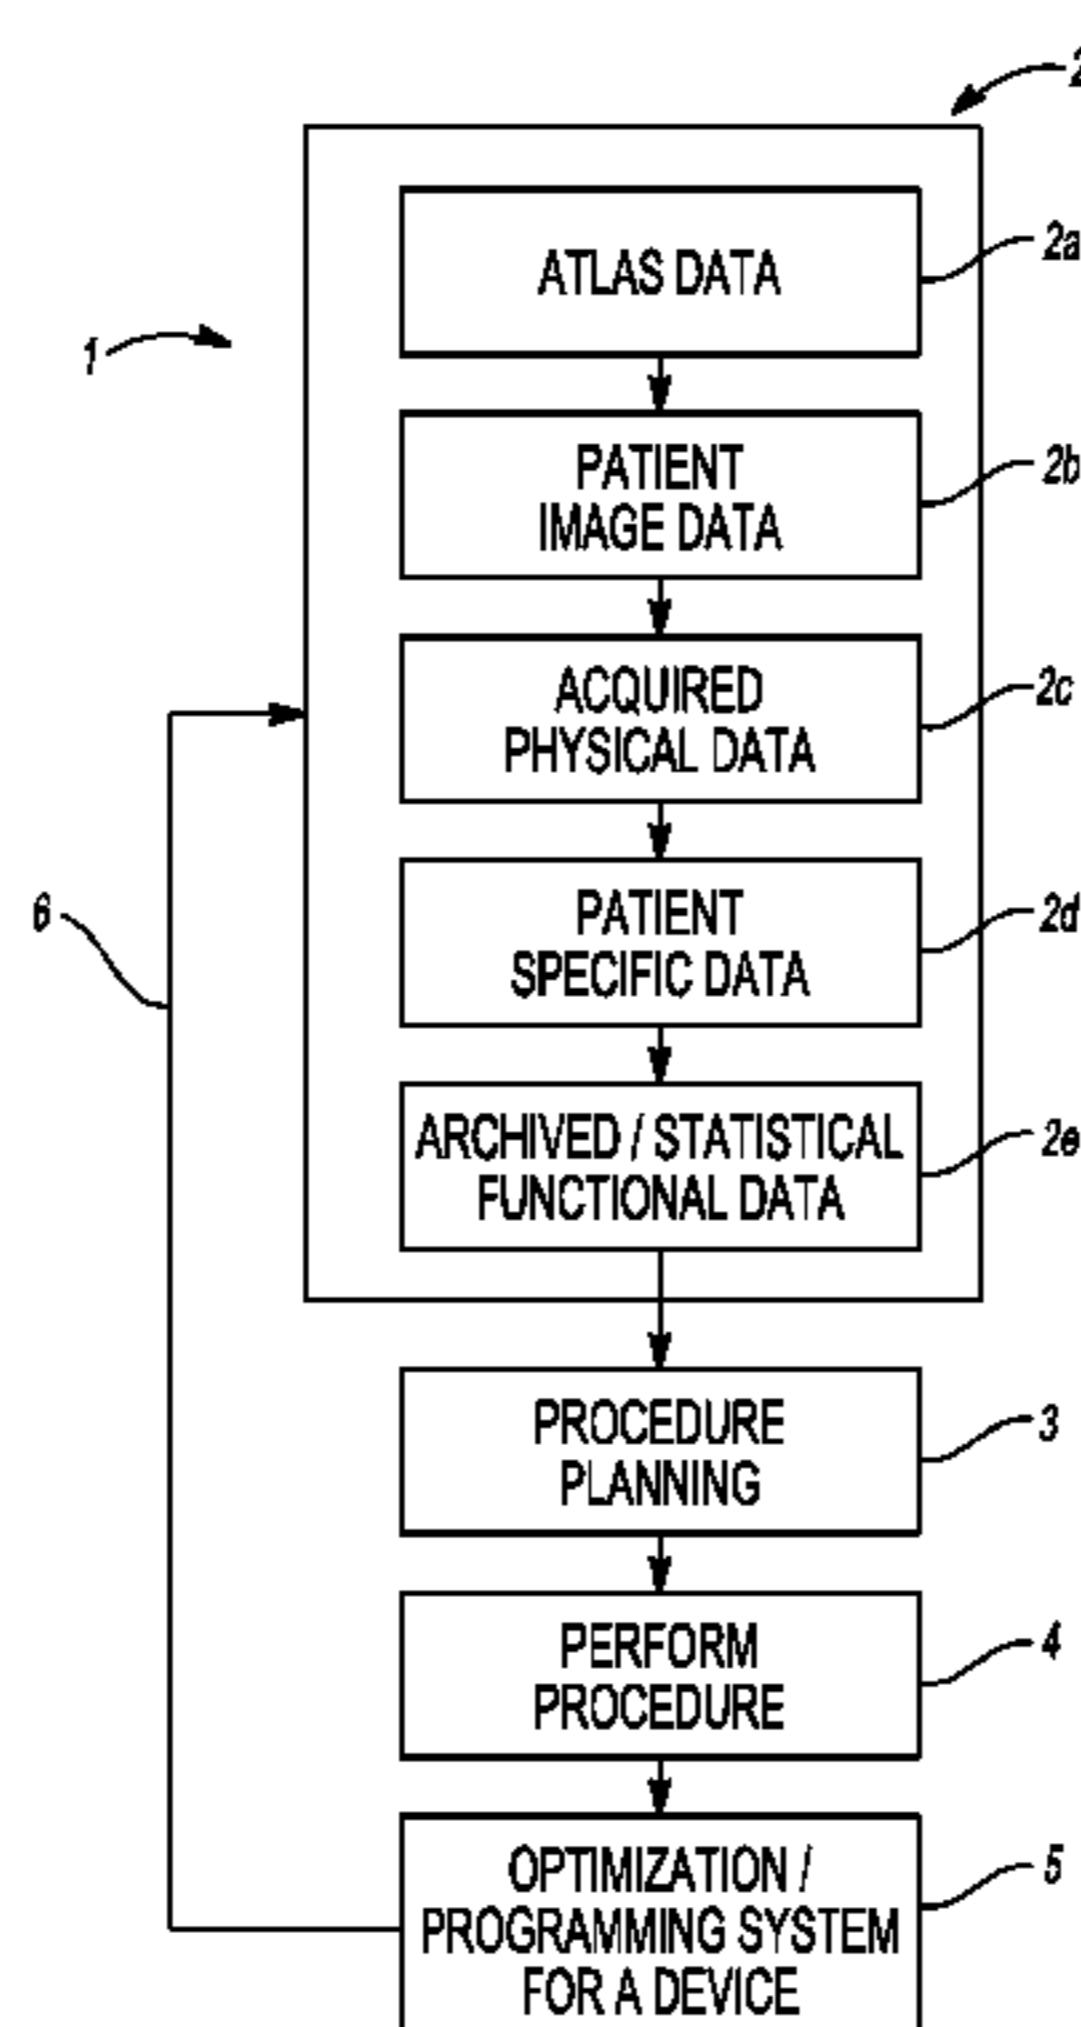 2
ATLAS DATA
2a
1
PATIENT
IMAGE DATA
2b
ACQUIRED
PHYSICAL DATA
2c
6
PATIENT
SPECIFIC DATA
2d
ARCHIVED / STATISTICAL
FUNCTIONAL DATA
2e
PROCEDURE
PLANNING
3
PERFORM
PROCEDURE
4
OPTIMIZATION /
PROGRAMMING SYSTEM
FOR A DEVICE
5